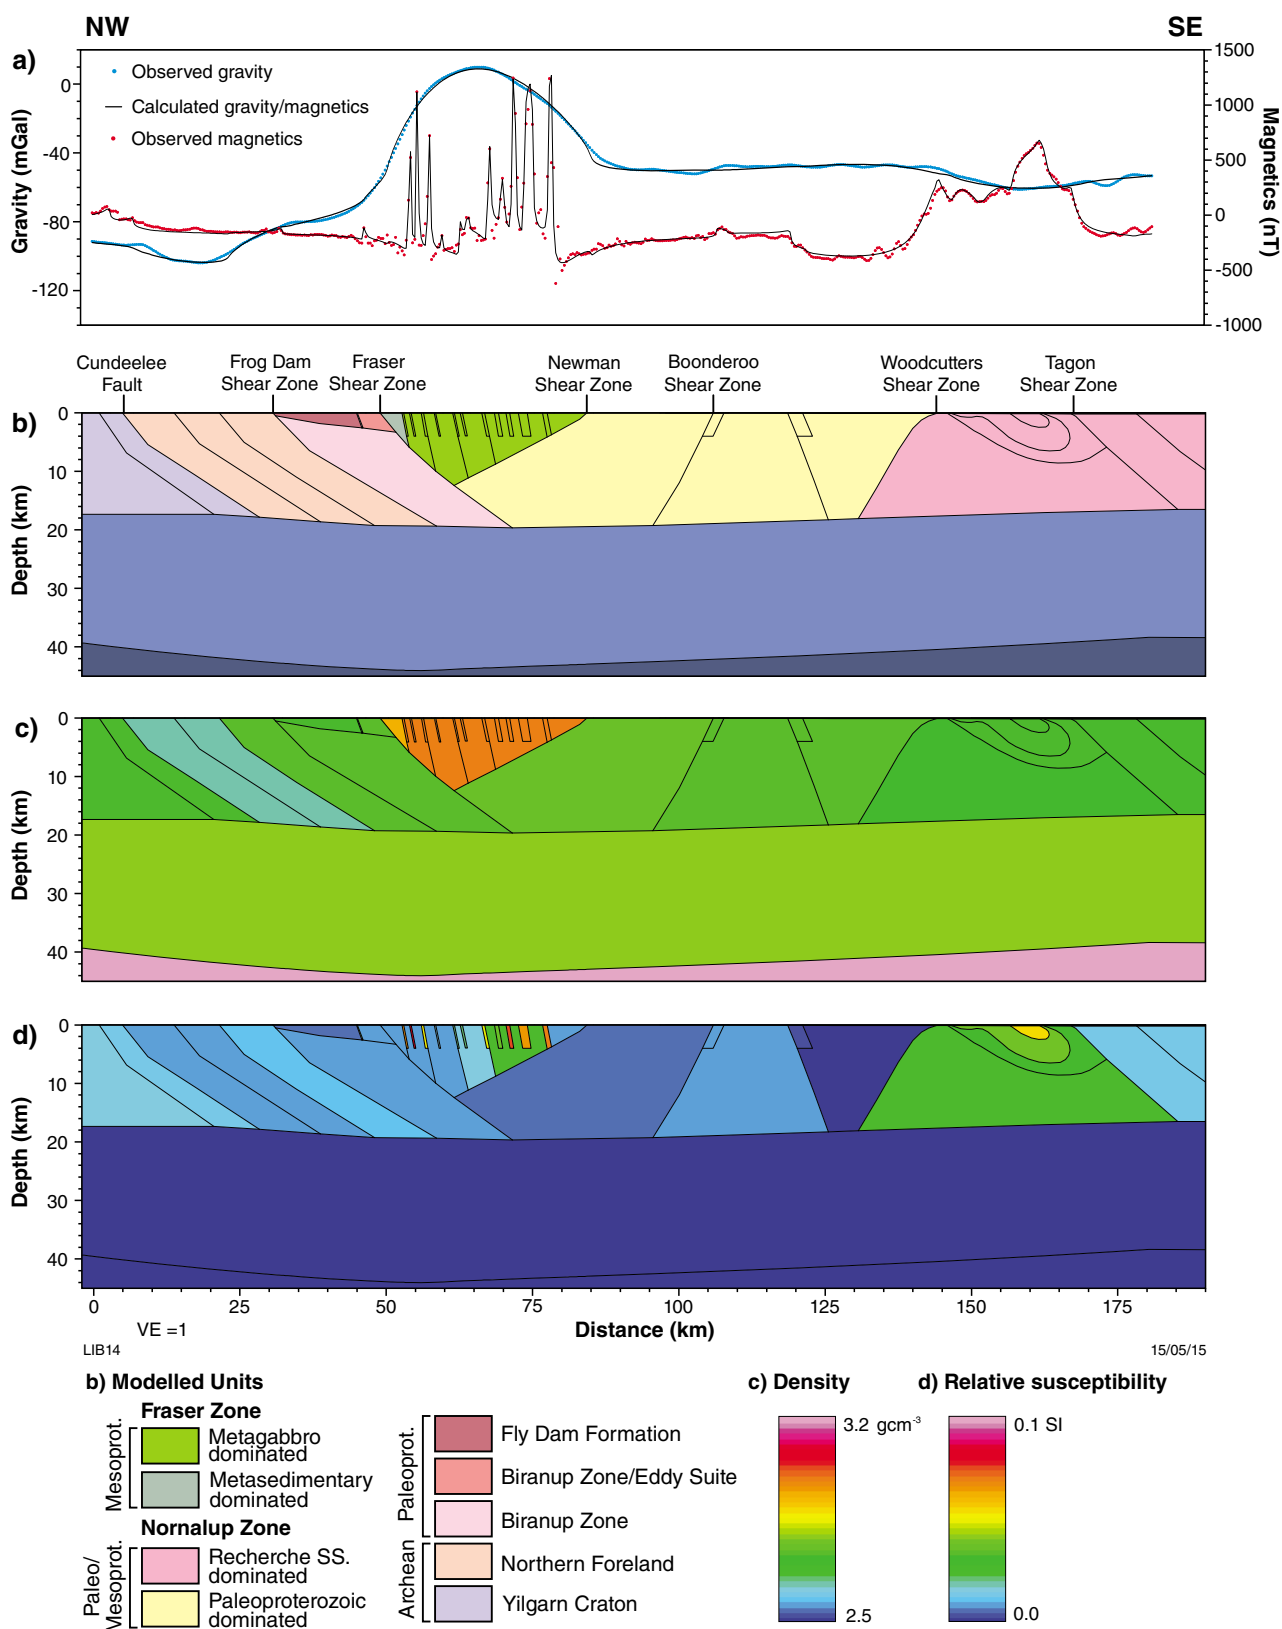 NW
SE
a)
Observed gravity
Calculated gravity/magnetics
Observed magnetics
Gravity (mGal)
0
-40
-80
-120
1500
1000
500
0
-500
-1000
Magnetics (nT)
Cundeelee
Fault
Frog Dam
Shear Zone
Fraser
Shear Zone
Newman
Shear Zone
Boonderoo
Shear Zone
Woodcutters
Shear Zone
Tagon
Shear Zone
b)
Depth (km)
0
10
20
30
40
c)
Depth (km)
0
10
20
30
40
d)
Depth (km)
0
10
20
30
40
0
25
50
75
100
125
150
175
VE =1
Distance (km)
LIB14
15/05/15
b) Modelled Units
Fraser Zone
Mesoprot.
Metagabbro
dominated
Metasedimentary
dominated
Nornalup Zone
Paleo/
Mesoprot.
Recherche SS.
dominated
Paleoproterozoic
dominated
Paleoprot.
Fly Dam Formation
Biranup Zone/Eddy Suite
Biranup Zone
Archean
Northern Foreland
Yilgarn Craton
c) Density
3.2 gcm⁻³
2.5
d) Relative susceptibility
0.1 SI
0.0